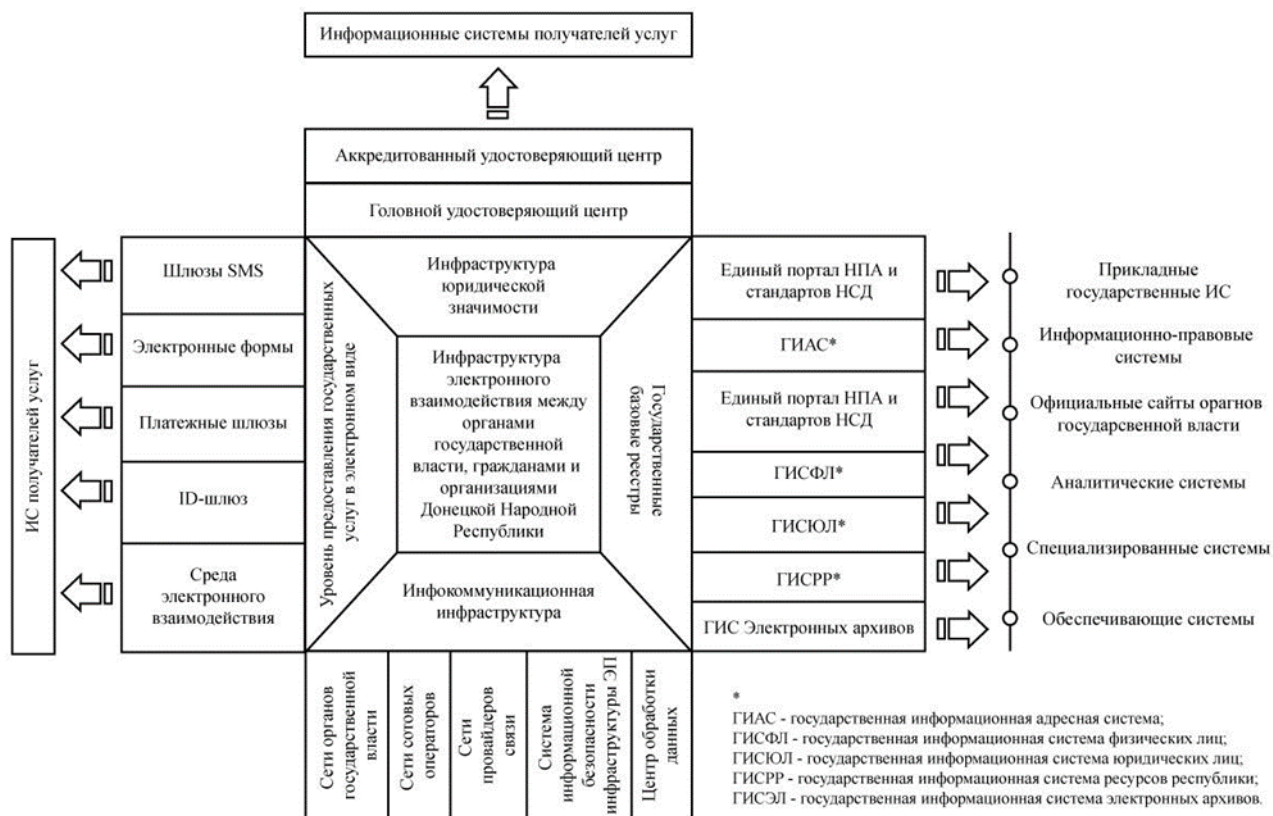 Информационные системы получателей услуг
Аккредитованный удостоверяющий центр
Головной удостоверяющий центр
ИС получателей услуг
Шлюзы SMS
Электронные формы
Платежные шлюзы
ID-шлюз
Среда
электронного
взаимодействия
Уровень предоставления государственных
услуг в электронном виде
Инфраструктура
юридической
значимости
Инфраструктура
электронного
взаимодействия между
органами
государственной
власти, гражданами и
организациями
Донецкой Народной
Республики
Государственные
базовые реестры
Инфокоммуникационная
инфраструктура
Единый портал НПА и
стандартов НСД
ГИАС*
Единый портал НПА и
стандартов НСД
ГИСФЛ*
ГИСЮЛ*
ГИСРР*
ГИС Электронных архивов
Прикладные
государственные ИС
Информационно-правовые
системы
Официальные сайты орагнов
государсвенной власти
Аналитические системы
Специализированные системы
Обеспечивающие системы
Сети органов
государственной
власти
Сети сотовых
операторов
Сети
провайдеров
связи
Система
информационной
безопасности
инфраструктуры ЭП
Центр обработки
данных
*
ГИАС - государственная информационная адресная система;
ГИСФЛ - государственная информационная система физических лиц;
ГИСЮЛ - государственная информационная система юридических лиц;
ГИСРР - государственная информационная система ресурсов республики;
ГИСЭЛ - государственная информационная система электронных архивов.